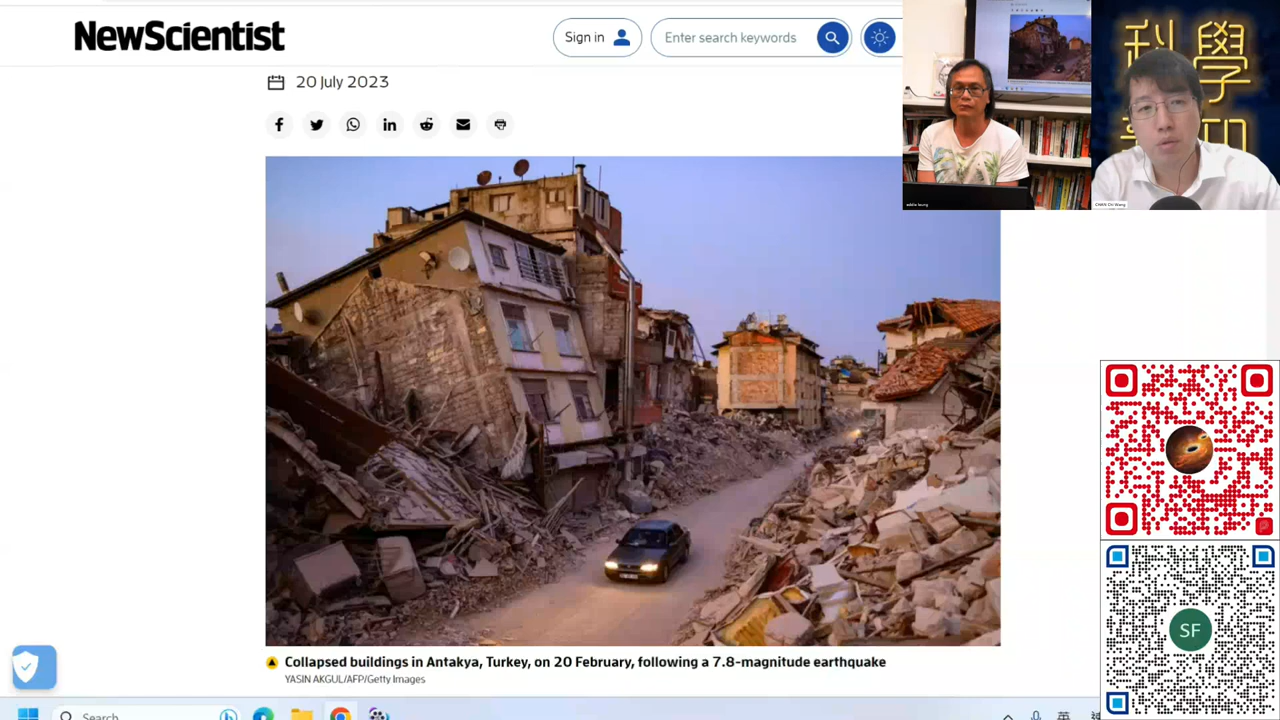 NewScientist
Sign in
Enter search keywords
20 July 2023
科學
Collapsed buildings in Antakya, Turkey, on 20 February, following a 7.8-magnitude earthquake
YASIN AKGUL/AFP/Getty Images
SF
Search
英